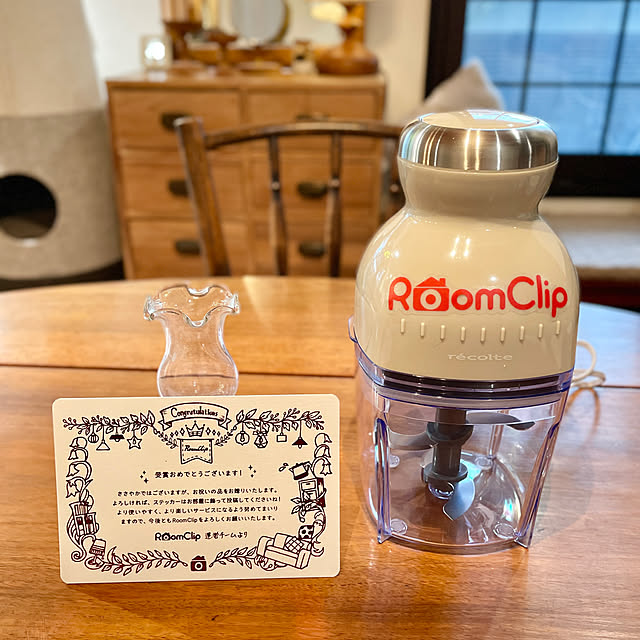 RoomClip
récolte
Congratulations
RoomClip
受賞おめでとうございます!
ささやかではございますが、お祝いの品をお贈りいたします。
よろしければ、ステッカーはお部屋に飾って投稿してくださいね!
より使いやすく、より楽しいサービスになるよう努めてまいり
ますので、今後ともRoomClipをよろしくお願いいたします。
RoomClip 運営チームより